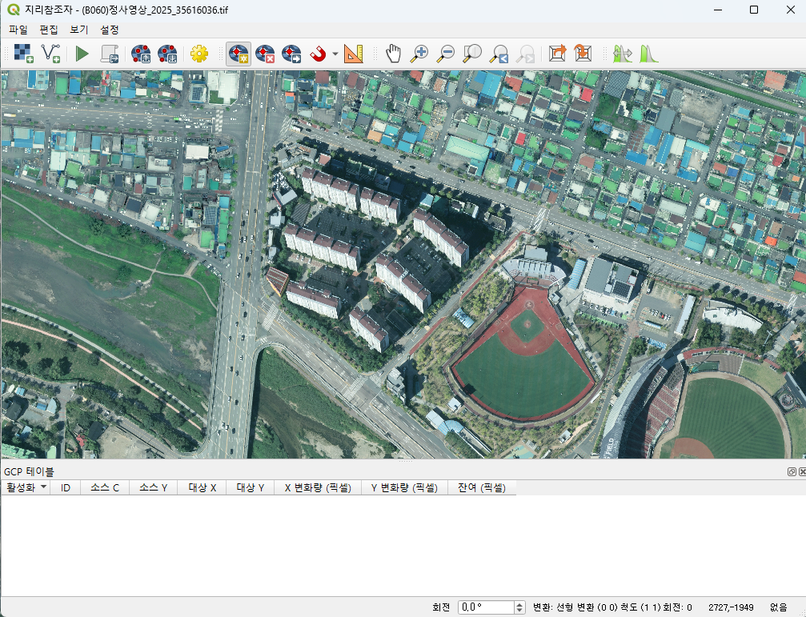 지리참조자 - (B060)정사영상_2025_35616036.tif
파일 편집 보기 설정
FIELD
GCP 테이블
활성화 ID 소스 C 소스 Y 대상 X 대상 Y X 변화량 (픽셀) Y 변화량 (픽셀) 잔여 (픽셀)
회전 0.0 ° 변환: 선형 변환 (0 0) 척도 (1 1) 회전: 0 2727,-1949 없음